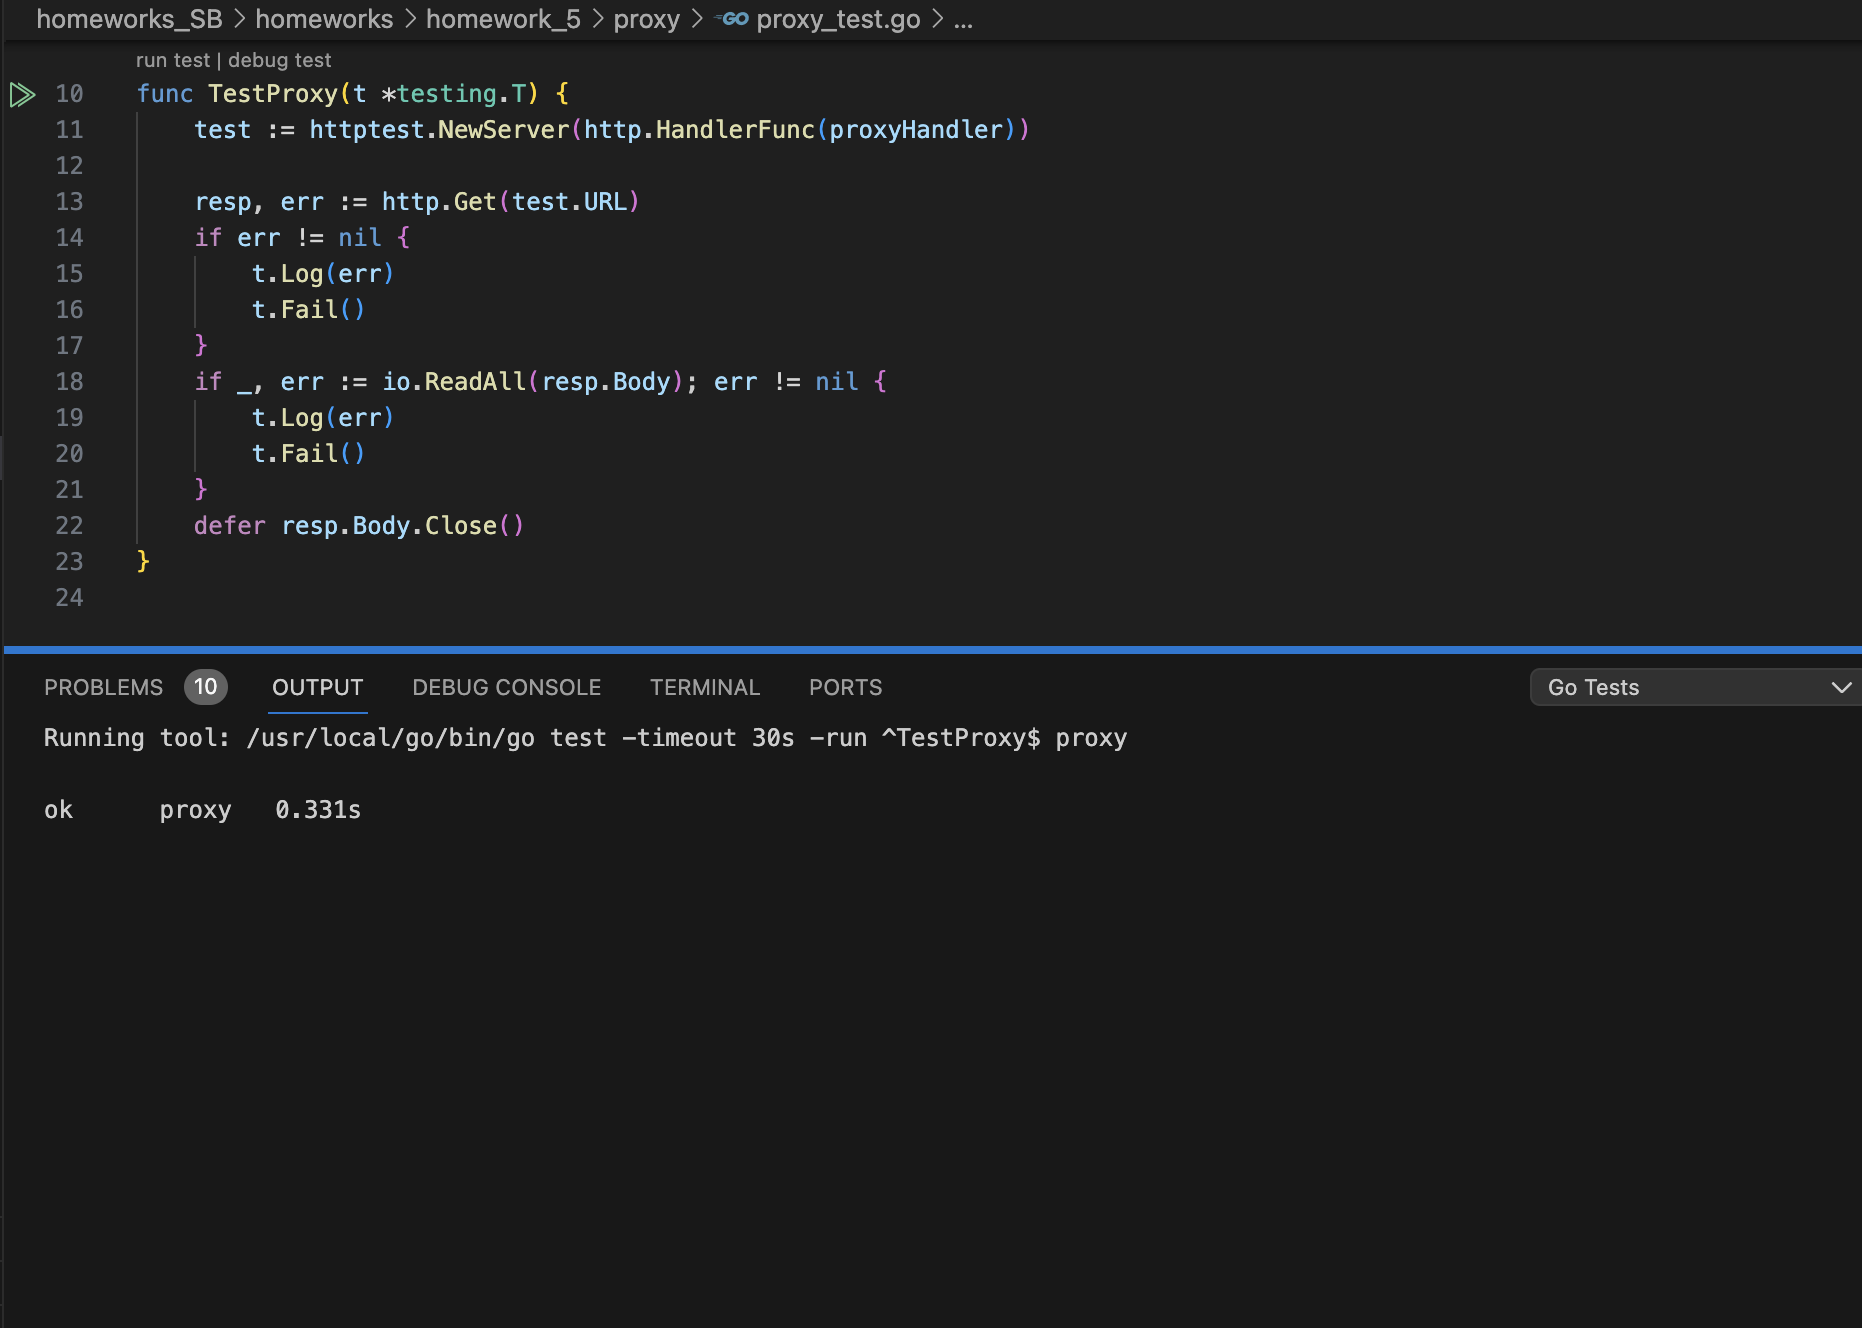 homeworks_SB > homeworks > homework_5 > proxy > GO proxy_test.go > ...
run test | debug test
10 func TestProxy(t *testing.T) {
11 test := httptest.NewServer(http.HandlerFunc(proxyHandler))
12
13 resp, err := http.Get(test.URL)
14 if err != nil {
15 t.Log(err)
16 t.Fail()
17 }
18 if _, err := io.ReadAll(resp.Body); err != nil {
19 t.Log(err)
20 t.Fail()
21 }
22 defer resp.Body.Close()
23 }
24
PROBLEMS 10 OUTPUT DEBUG CONSOLE TERMINAL PORTS Go Tests
Running tool: /usr/local/go/bin/go test -timeout 30s -run ^TestProxy$ proxy
ok proxy 0.331s